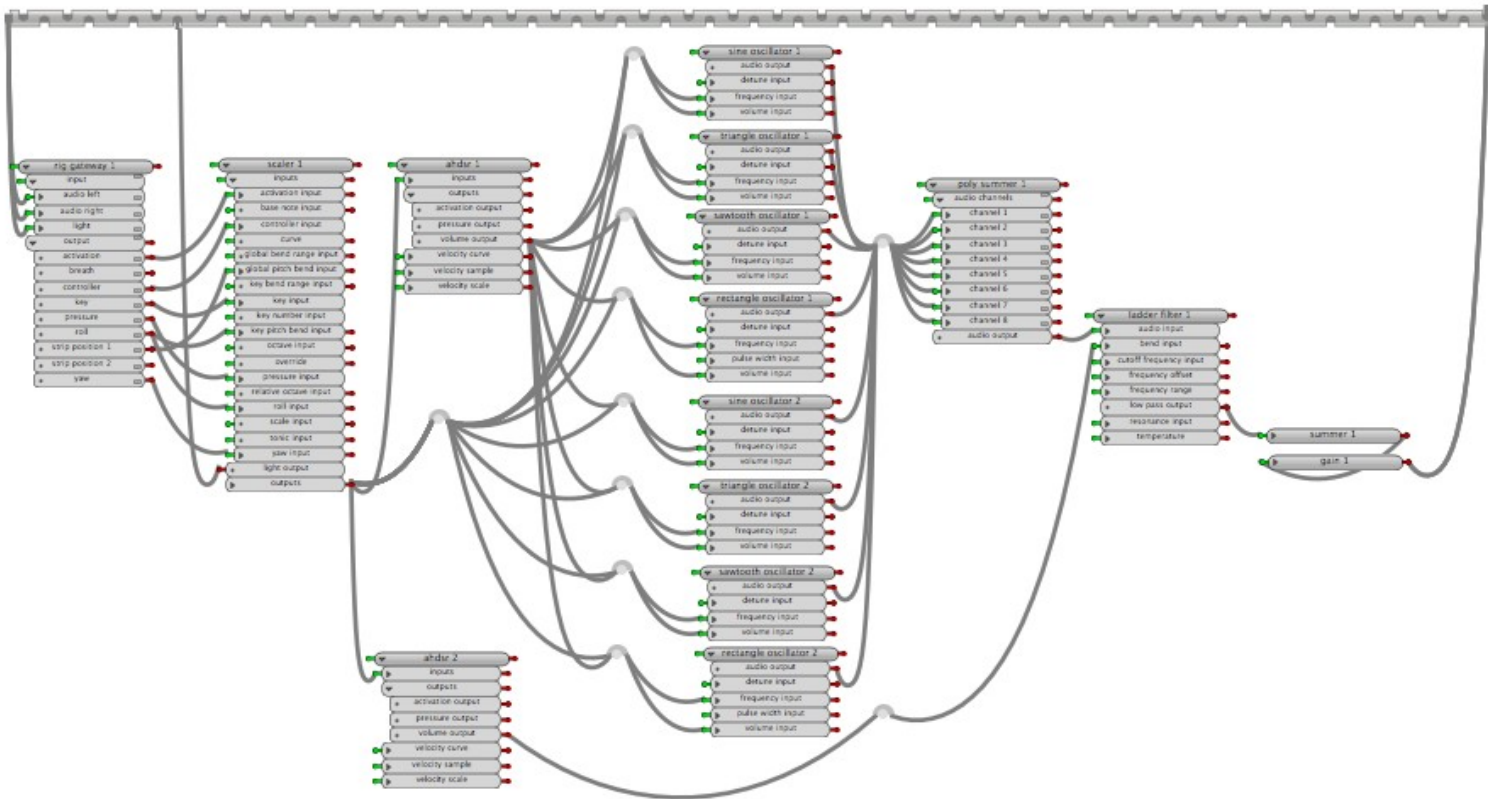 rig gateway 1
input
audio left
audio right
light
output
activation
breath
controller
key
pressure
roll
strip position 1
strip position 2
yaw
scaler 1
inputs
activation input
base note input
controller input
curve
global bend range input
global pitch bend input
key bend range input
key input
key number input
key pitch bend input
octave input
override
pressure input
relative octave input
roll input
scale input
tonic input
yaw input
light output
outputs
ahdsr 1
inputs
outputs
activation output
pressure output
volume output
velocity curve
velocity sample
velocity scale
ahdsr 2
inputs
outputs
activation output
pressure output
volume output
velocity curve
velocity sample
velocity scale
sine oscillator 1
audio output
detune input
frequency input
volume input
triangle oscillator 1
audio output
detune input
frequency input
volume input
sawtooth oscillator 1
audio output
detune input
frequency input
volume input
rectangle oscillator 1
audio output
detune input
frequency input
pulse width input
volume input
sine oscillator 2
audio output
detune input
frequency input
volume input
triangle oscillator 2
audio output
detune input
frequency input
volume input
sawtooth oscillator 2
audio output
detune input
frequency input
volume input
rectangle oscillator 2
audio output
detune input
frequency input
pulse width input
volume input
poly summer 1
audio channels
channel 1
channel 2
channel 3
channel 4
channel 5
channel 6
channel 7
channel 8
audio output
ladder filter 1
audio input
bend input
cutoff frequency input
frequency offset
frequency range
low pass output
resonance input
temperature
summer 1
gain 1